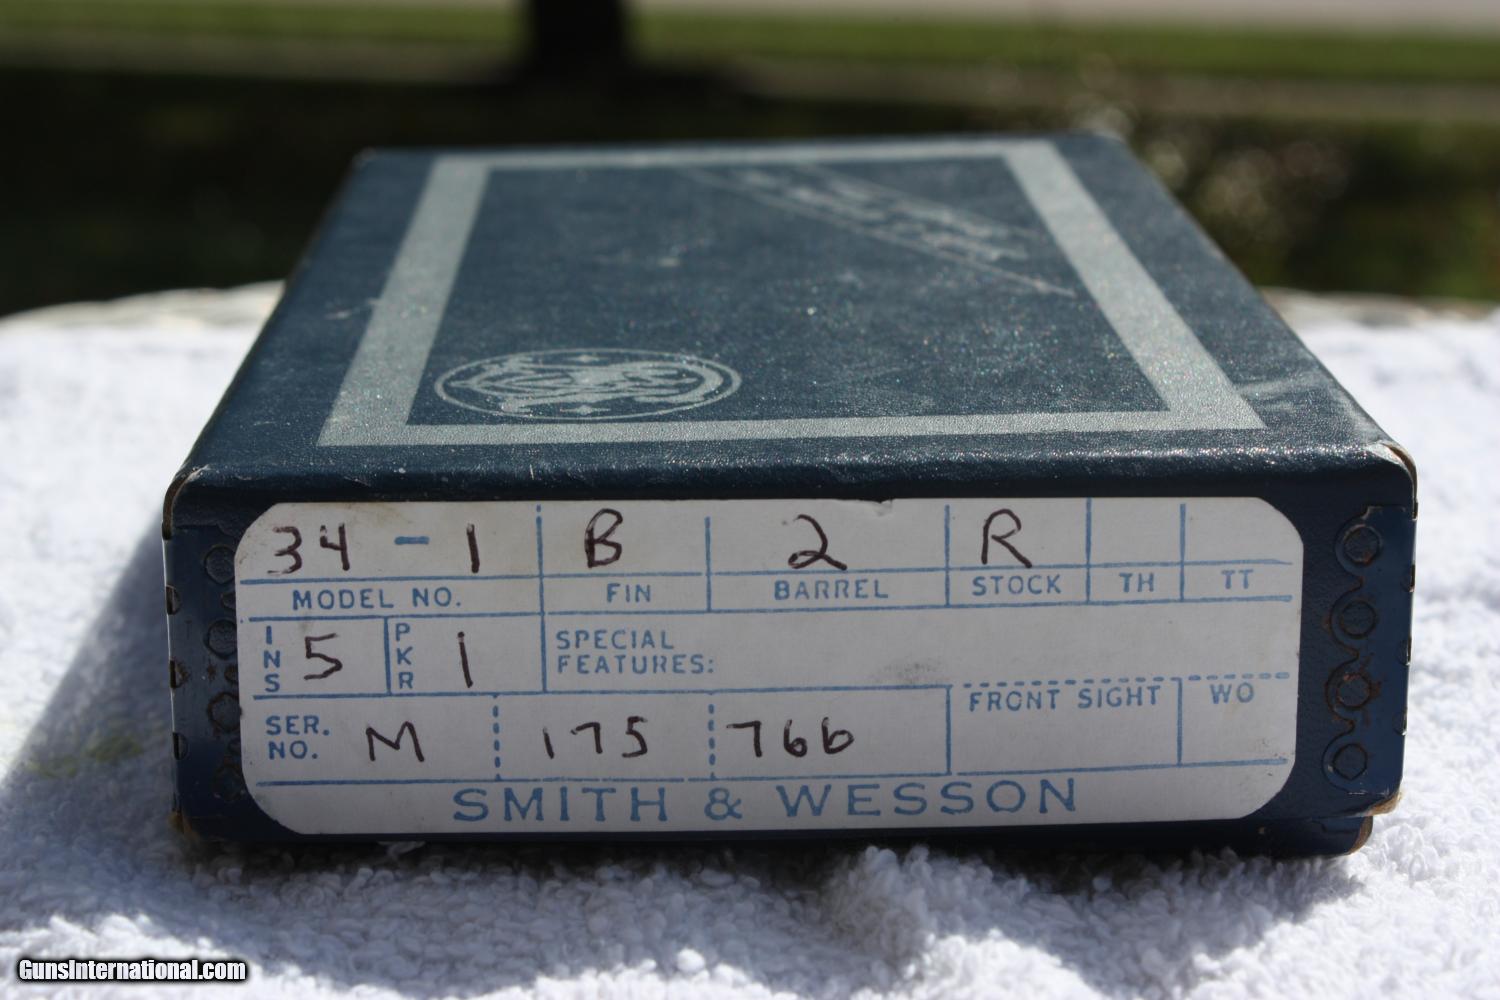 34 - 1 B 2 R
MODEL NO. FIN BARREL STOCK TH TT
INS 5 PKR 1 SPECIAL FEATURES:
FRONT SIGHT WO
SER. NO. M 175 766
SMITH & WESSON
GunsInternational.com